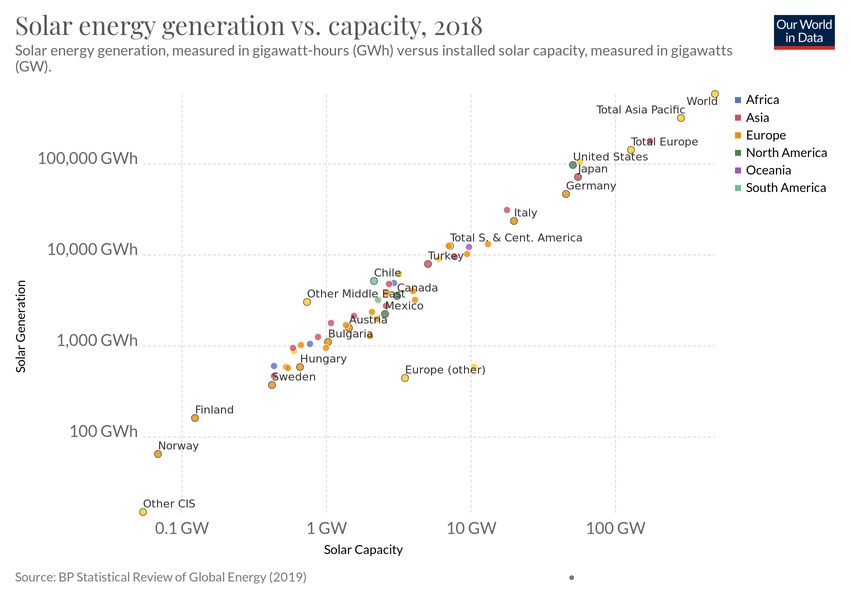 Solar energy generation vs. capacity, 2018
Our World
in Data
Solar energy generation, measured in gigawatt-hours (GWh) versus installed solar capacity, measured in gigawatts
(GW).
World
Africa
Total Asia Pacific
Asia
Total Europe
Europe
100,000 GWh
United States
North America
Japan
Oceania
Germany
South America
Italy
Total S. & Cent. America
10,000 GWh
Turkey
Chile
Canada
Other Middle East
Mexico
Austria
1,000 GWh
Bulgaria
Hungary
Europe (other)
Sweden
Finland
100 GWh
Norway
Other CIS
Solar Generation
0.1 GW
1 GW
10 GW
100 GW
Solar Capacity
Source: BP Statistical Review of Global Energy (2019)